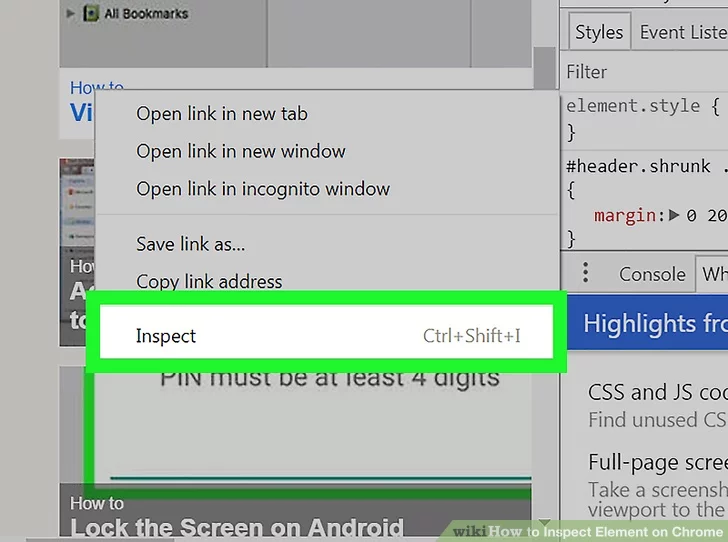 All Bookmarks
How to
Vi
Open link in new tab
Open link in new window
Open link in incognito window
Save link as...
Copy link address
Inspect Ctrl+Shift+I
How
A
to
PIN must be at least 4 digits
How to
Lock the Screen on Android
Styles Event Liste
Filter
element.style {
}
#header.shrunk .
{
margin:▶ 0 20
}
Console Wh
Highlights fro
CSS and JS cod
Find unused CS
Full-page scree
Take a screensh
viewport to the
wikiHow to Inspect Element on Chrome